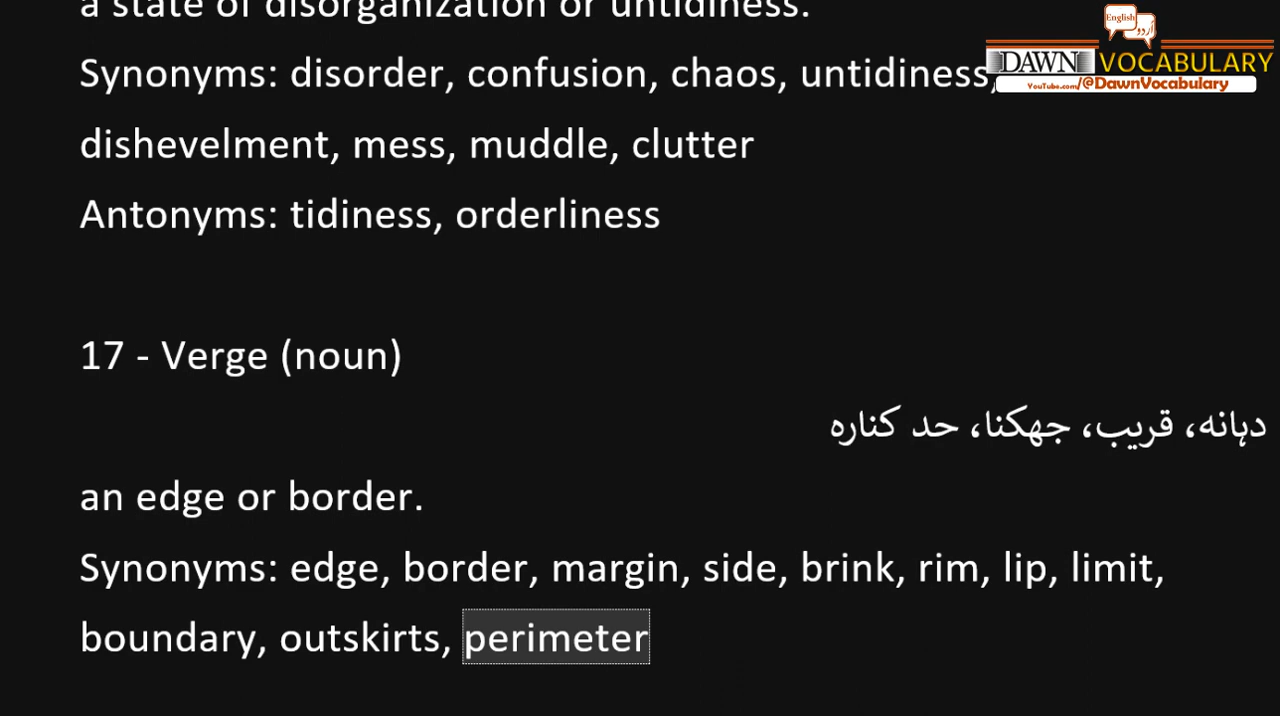 a state of disorganization or untidiness.
English
اُردو
DAWN VOCABULARY
YouTube.com/@DawnVocabulary
Synonyms: disorder, confusion, chaos, untidiness,
dishevelment, mess, muddle, clutter
Antonyms: tidiness, orderliness
17 - Verge (noun)
دہانہ، قریب، جھکنا، حد کنارہ
an edge or border.
Synonyms: edge, border, margin, side, brink, rim, lip, limit,
boundary, outskirts, perimeter